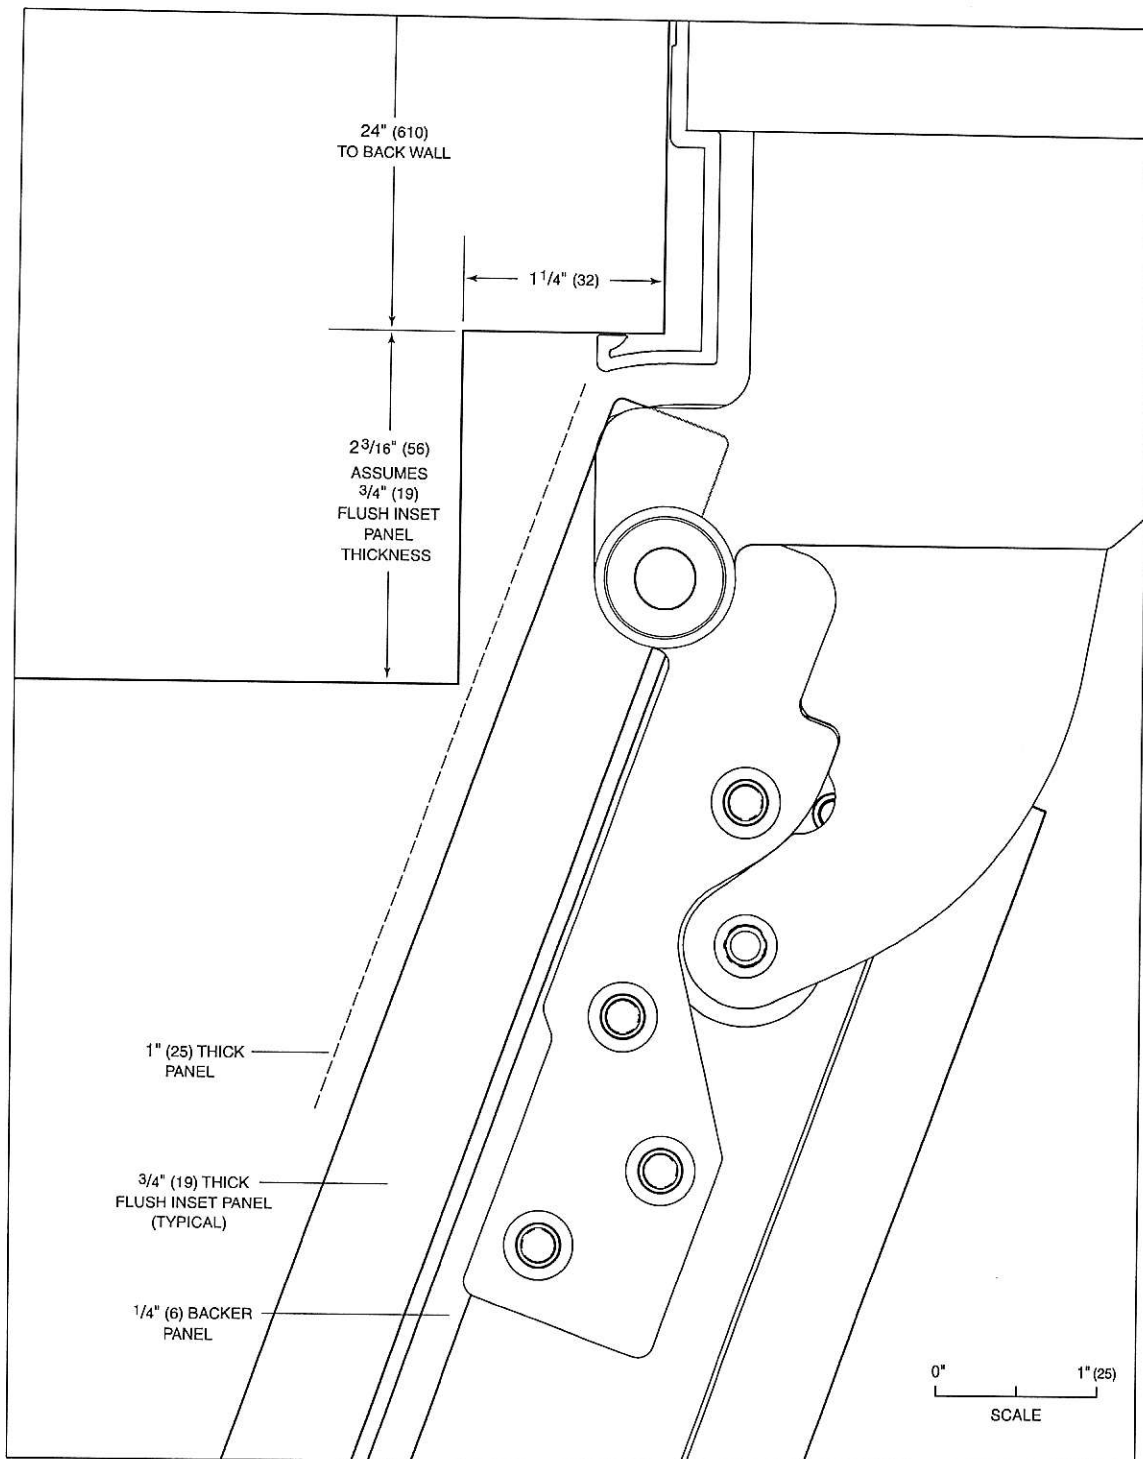 24" (610)
TO BACK WALL
1 1/4" (32)
2 3/16" (56)
ASSUMES
3/4" (19)
FLUSH INSET
PANEL
THICKNESS
1" (25) THICK
PANEL
3/4" (19) THICK
FLUSH INSET PANEL
(TYPICAL)
1/4" (6) BACKER
PANEL
0" 1" (25)
SCALE